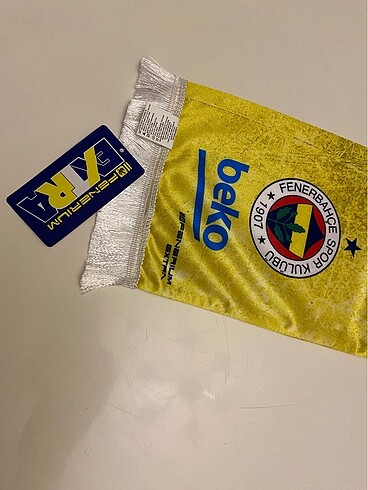 FENERIUM
EXTRA
®
beko
FENERIUM
EXTRA
FENERBAHÇE SPOR KULÜBÜ
★ 1907 ★